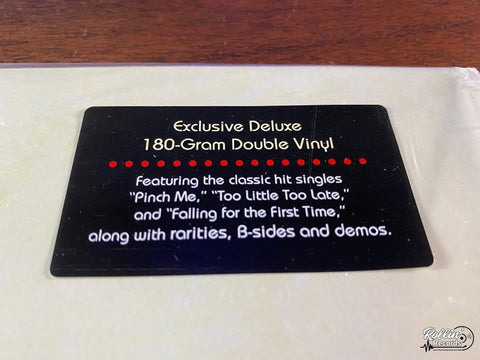 Exclusive Deluxe
180-Gram Double Vinyl
Featuring the classic hit singles
"Pinch Me," "Too Little Too Late,"
and "Falling for the First Time,"
along with rarities, B-sides and demos.
Rollin'
Records